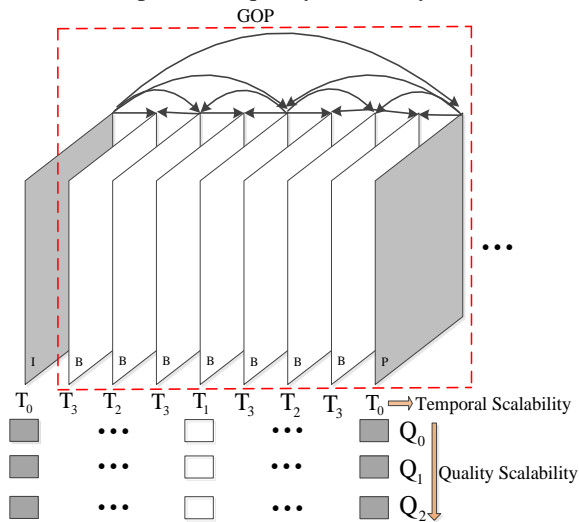 GOP
I B B B B B B B P
T0 T3 T2 T3 T1 T3 T2 T3 T0 Temporal Scalability
Q0
Q1 Quality Scalability
Q2